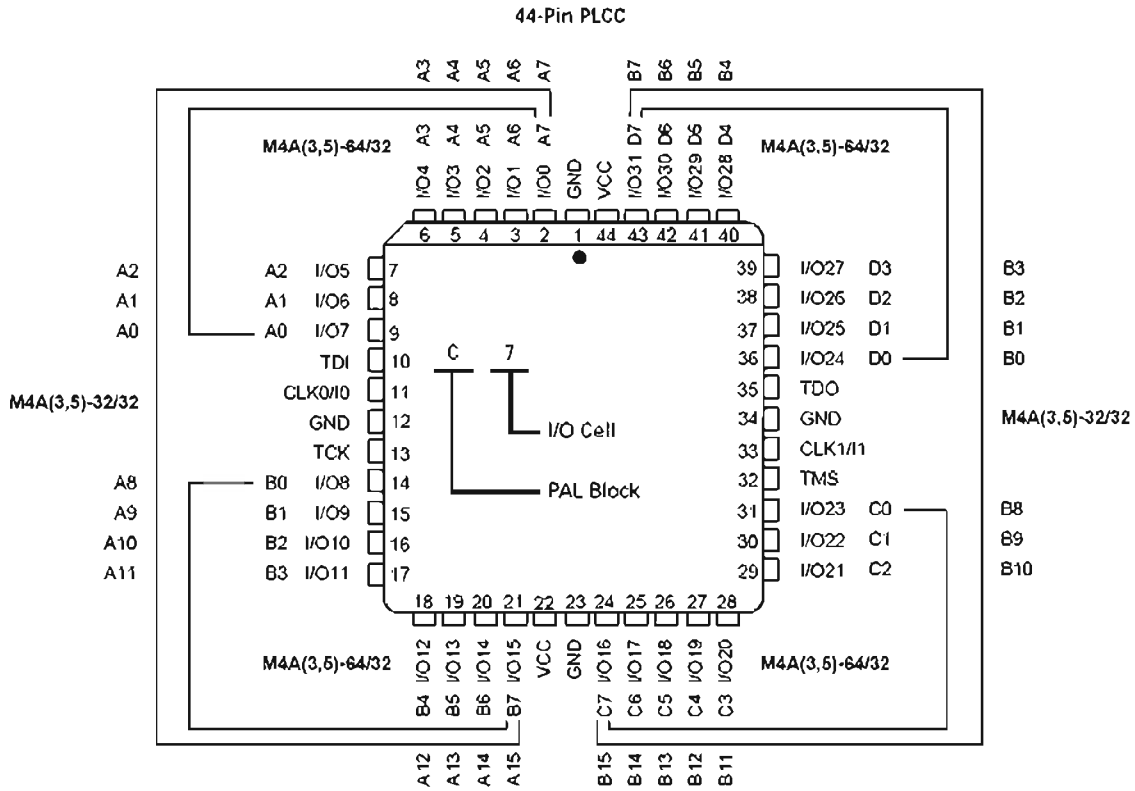 44-Pin PLCC
A3 A4 A5 A6 A7 B7 B6 B5 B4
M4A(3,5)-64/32 A3 A4 A5 A6 A7 D7 D6 D5 D4 M4A(3,5)-64/32
I/O4 I/O3 I/O2 I/O1 I/O0 GND VCC I/O31 I/O30 I/O29 I/O28
6 5 4 3 2 1 44 43 42 41 40
A2 A2 I/O5 7 39 I/O27 D3 B3
A1 A1 I/O6 8 38 I/O26 D2 B2
A0 A0 I/O7 9 37 I/O25 D1 B1
TDI 10 C 7 36 I/O24 D0 B0
CLK0/I0 11 35 TDO
M4A(3,5)-32/32 M4A(3,5)-32/32
GND 12 I/O Cell 34 GND
TCK 13 33 CLK1/I1
A8 B0 I/O8 14 PAL Block 32 TMS
A9 B1 I/O9 15 31 I/O23 C0 B8
A10 B2 I/O10 16 30 I/O22 C1 B9
A11 B3 I/O11 17 29 I/O21 C2 B10
18 19 20 21 22 23 24 25 26 27 28
M4A(3,5)-64/32 I/O12 I/O13 I/O14 I/O15 VCC GND I/O16 I/O17 I/O18 I/O19 I/O20 M4A(3,5)-64/32
B4 B5 B6 B7 C7 C6 C5 C4 C3
A12 A13 A14 A15 B15 B14 B13 B12 B11